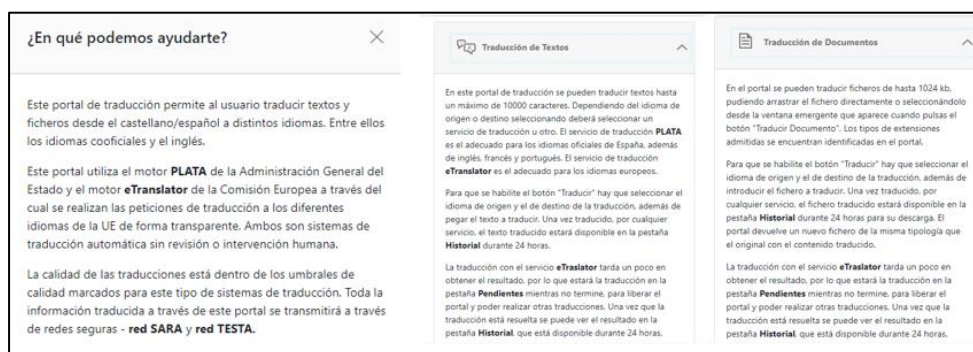 ¿En qué podemos ayudarte?
Este portal de traducción permite al usuario traducir textos y
ficheros desde el castellano/español a distintos idiomas. Entre ellos
los idiomas cooficiales y el inglés.
Este portal utiliza el motor PLATA de la Administración General del
Estado y el motor eTranslator de la Comisión Europea a través del
cual se realizan las peticiones de traducción a los diferentes
idiomas de la UE de forma transparente. Ambos son sistemas de
traducción automática sin revisión o intervención humana.
La calidad de las traducciones está dentro de los umbrales de
calidad marcados para este tipo de sistemas de traducción. Toda la
información traducida a través de este portal se transmitirá a través
de redes seguras - red SARA y red TESTA.
Traducción de Textos
En este portal de traducción se pueden traducir textos hasta
un máximo de 10000 caracteres. Dependiendo del idioma de
origen o destino seleccionando deberá seleccionar un
servicio de traducción u otro. El servicio de traducción PLATA
es el adecuado para los idiomas oficiales de España, además
de inglés, francés y portugués. El servicio de traducción
eTranslator es el adecuado para los idiomas europeos.
Para que se habilite el botón "Traducir" hay que seleccionar el
idioma de origen y el de destino de la traducción, además de
pegar el texto a traducir. Una vez traducido, por cualquier
servicio, el texto traducido estará disponible en la pestaña
Historial durante 24 horas.
La traducción con el servicio eTraslator tarda un poco en
obtener el resultado, por lo que estará la traducción en la
pestaña Pendientes mientras no termine, para liberar el
portal y poder realizar otras traducciones. Una vez que la
traducción está resuelta se puede ver el resultado en la
pestaña Historial, que está disponible durante 24 horas.
Traducción de Documentos
En el portal se pueden traducir ficheros de hasta 1024 kb,
pudiendo arrastrar el fichero directamente o seleccionándolo
desde la ventana emergente que aparece cuando pulsas el
botón "Traducir Documento". Los tipos de extensiones
admitidas se encuentran identificadas en el portal.
Para que se habilite el botón "Traducir" hay que seleccionar el
idioma de origen y el de destino de la traducción, además de
introducir el fichero a traducir. Una vez traducido, por
cualquier servicio, el fichero traducido estará disponible en la
pestaña Historial durante 24 horas para su descarga. El
portal devuelve un nuevo fichero de la misma tipología que
el original con el contenido traducido.
La traducción con el servicio eTraslator tarda un poco en
obtener el resultado, por lo que estará la traducción en la
pestaña Pendientes mientras no termine, para liberar el
portal y poder realizar otras traducciones. Una vez que la
traducción está resuelta se puede ver el resultado en la
pestaña Historial, que está disponible durante 24 horas.